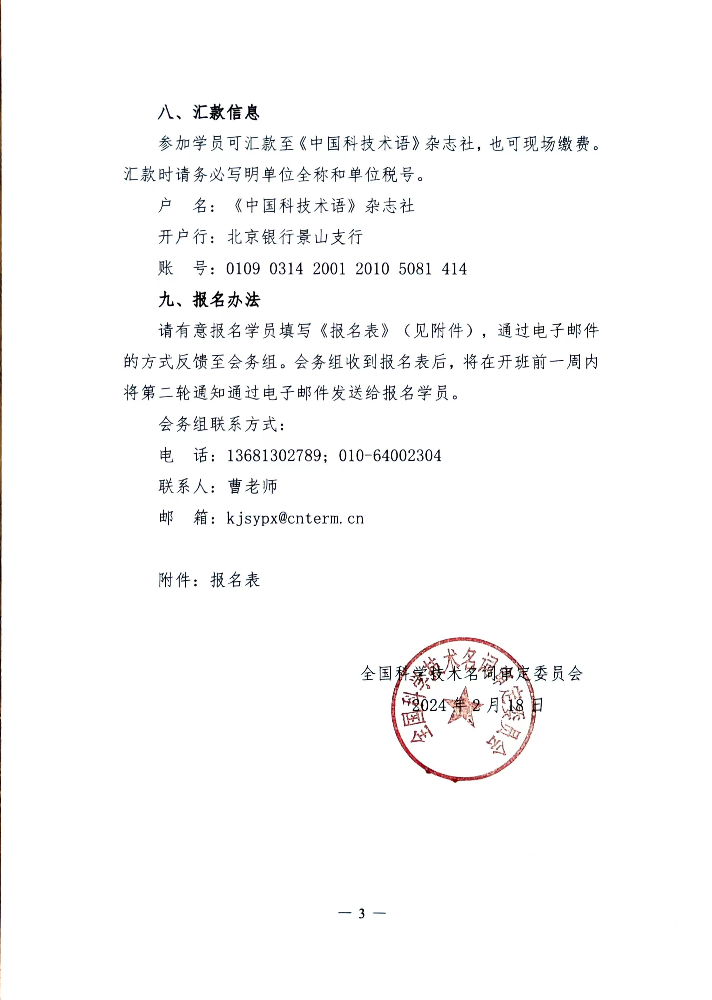 八、汇款信息
参加学员可汇款至《中国科技术语》杂志社，也可现场缴费。
汇款时请务必写明单位全称和单位税号。
户　名：《中国科技术语》杂志社
开户行：北京银行景山支行
账　号：0109 0314 2001 2010 5081 414
九、报名办法
请有意报名学员填写《报名表》（见附件），通过电子邮件
的方式反馈至会务组。会务组收到报名表后，将在开班前一周内
将第二轮通知通过电子邮件发送给报名学员。
会务组联系方式：
电　话：13681302789；010-64002304
联系人：曹老师
邮　箱：kjsypx@cnterm.cn
附件：报名表
全国科学技术名词审定委员会
2024 年 2 月 18 日
全国科学技术名词审定委员会
— 3 —